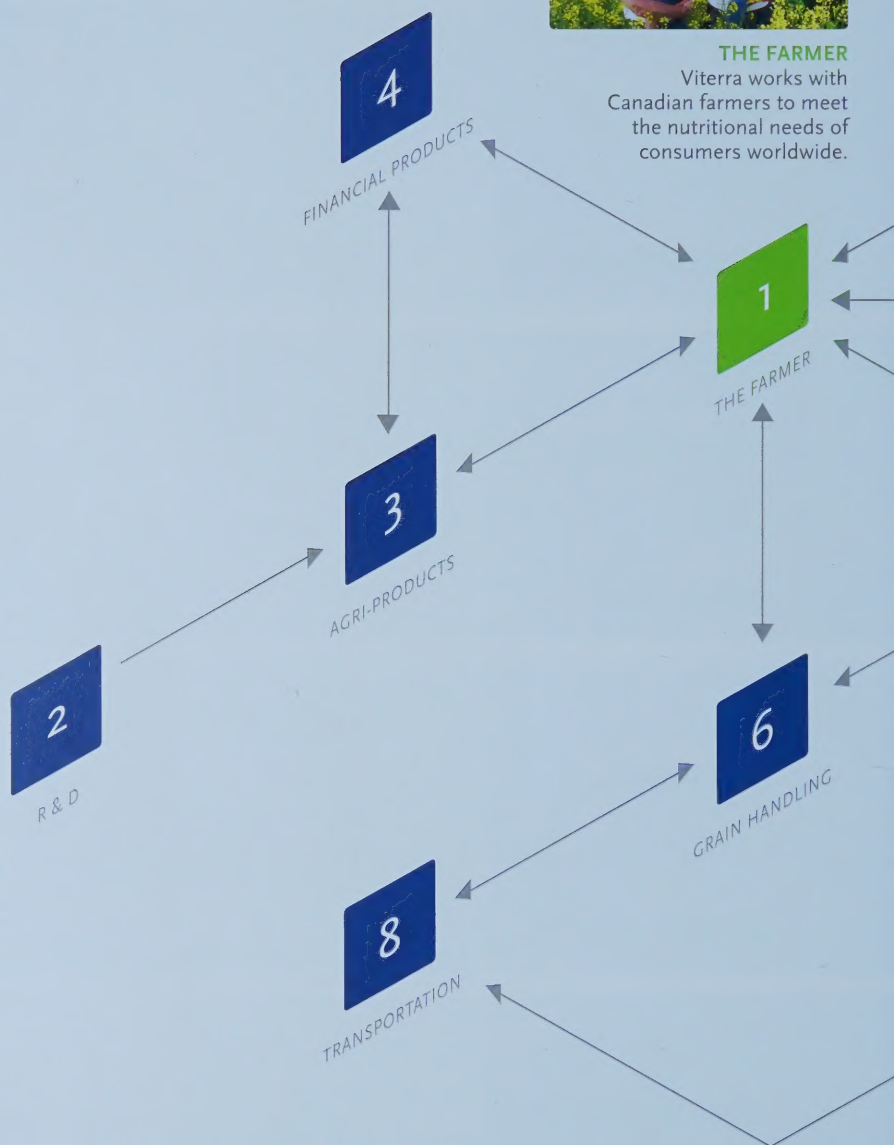 THE FARMER
Viterra works with
Canadian farmers to meet
the nutritional needs of
consumers worldwide.
4
FINANCIAL PRODUCTS
1
THE FARMER
3
AGRI-PRODUCTS
2
R & D
6
GRAIN HANDLING
8
TRANSPORTATION